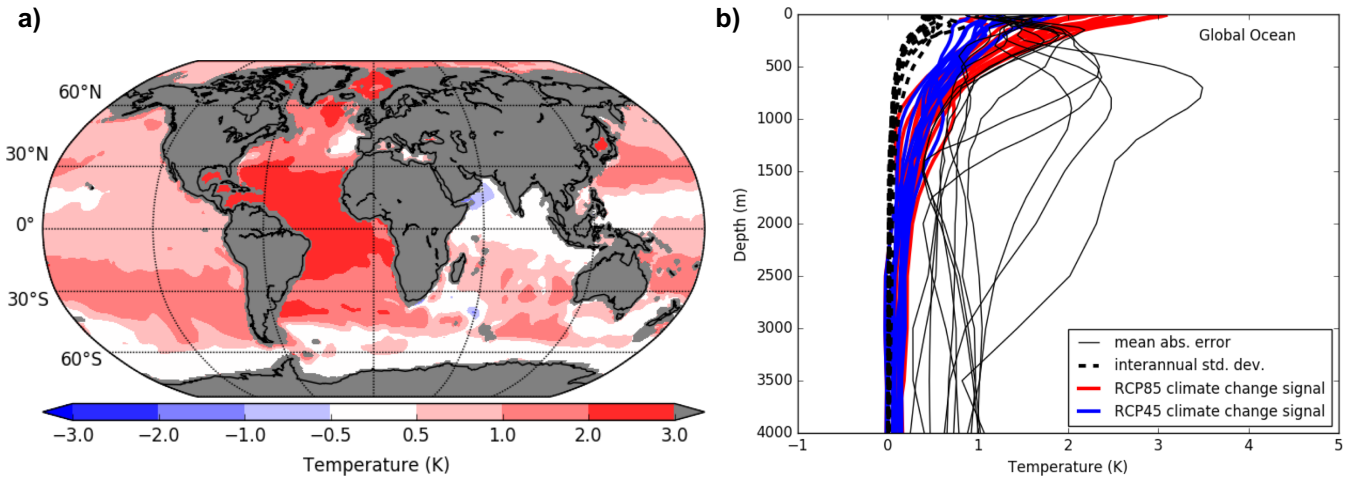 a)
60°N
30°N
0°
30°S
60°S
−3.0 −2.0 −1.0 −0.5 0.5 1.0 2.0 3.0
Temperature (K)
b)
0
500
1000
1500
2000
2500
3000
3500
4000
Depth (m)
Global Ocean
mean abs. error
interannual std. dev.
RCP85 climate change signal
RCP45 climate change signal
−1 0 1 2 3 4 5
Temperature (K)